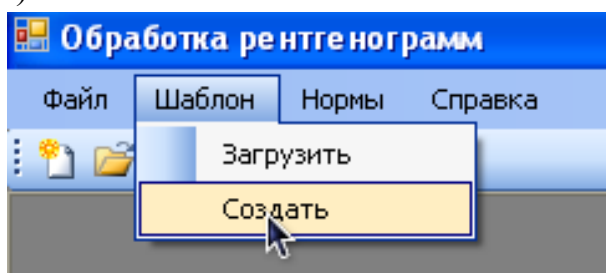 )
Обработка рентгенограмм
Файл Шаблон Нормы Справка
Загрузить
Создать